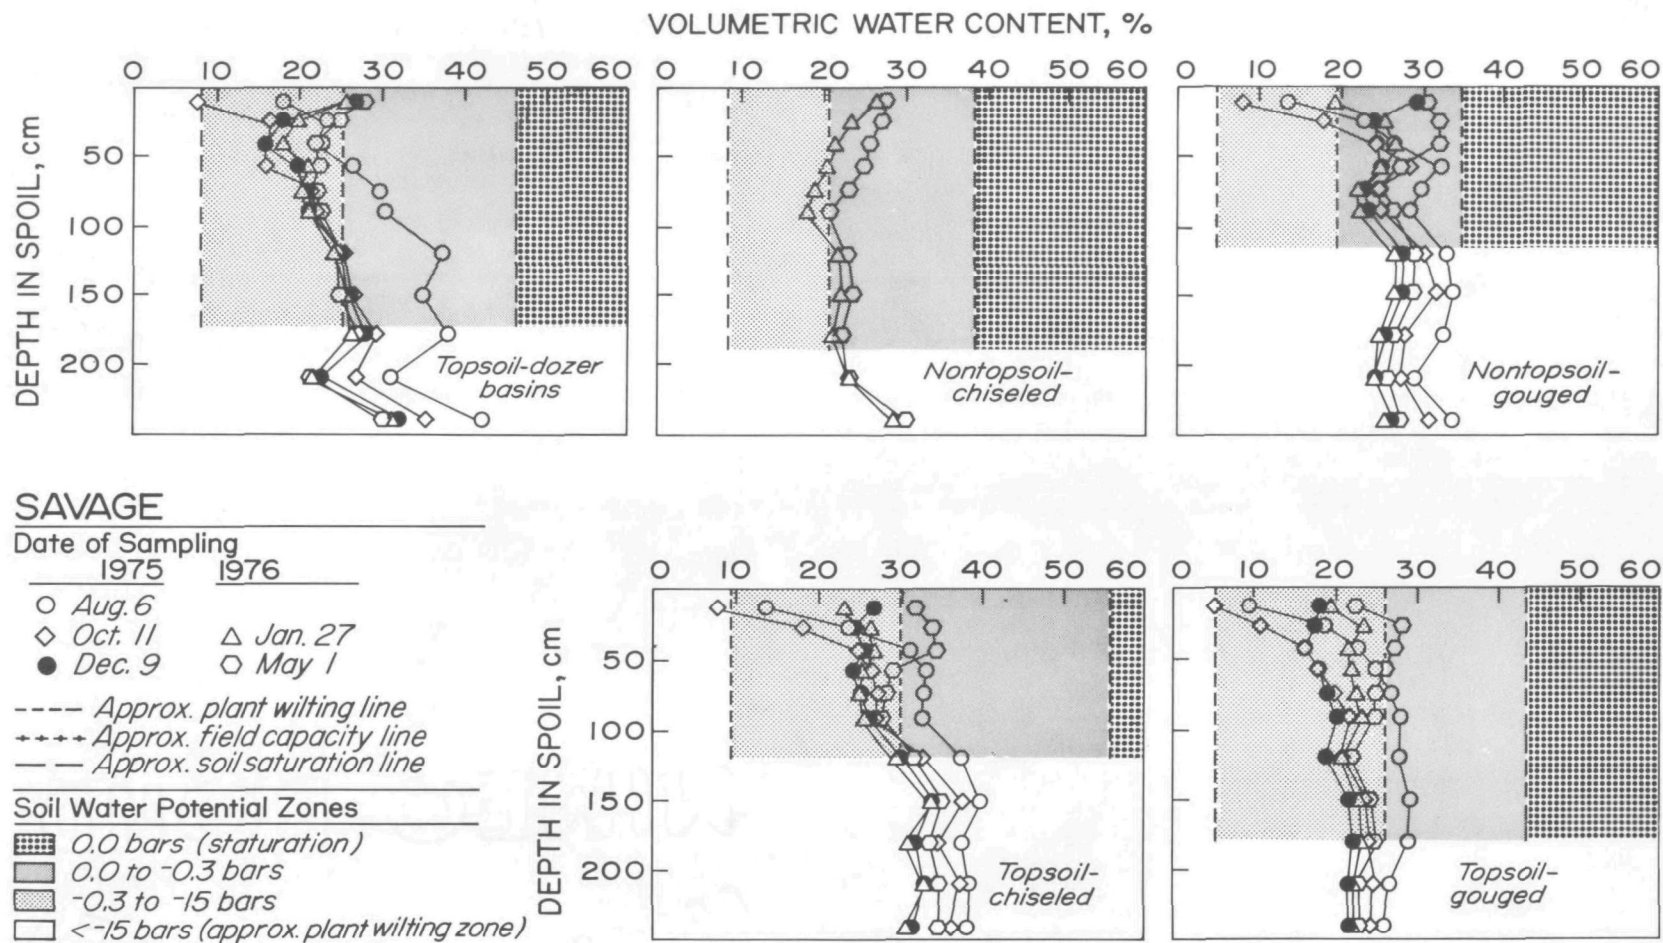 VOLUMETRIC WATER CONTENT, %
0 10 20 30 40 50 60
0 10 20 30 40 50 60
0 10 20 30 40 50 60
DEPTH IN SPOIL, cm
50
100
150
200
Topsoil-dozer
basins
Nontopsoil-
chiseled
Nontopsoil-
gouged
SAVAGE
Date of Sampling
1975 1976
Aug. 6
Oct. 11 Jan. 27
Dec. 9 May 1
Approx. plant wilting line
Approx. field capacity line
Approx. soil saturation line
Soil Water Potential Zones
0.0 bars (staturation)
0.0 to -0.3 bars
-0.3 to -15 bars
<-15 bars (approx. plant wilting zone)
0 10 20 30 40 50 60
0 10 20 30 40 50 60
DEPTH IN SPOIL, cm
50
100
150
200
Topsoil-
chiseled
Topsoil-
gouged